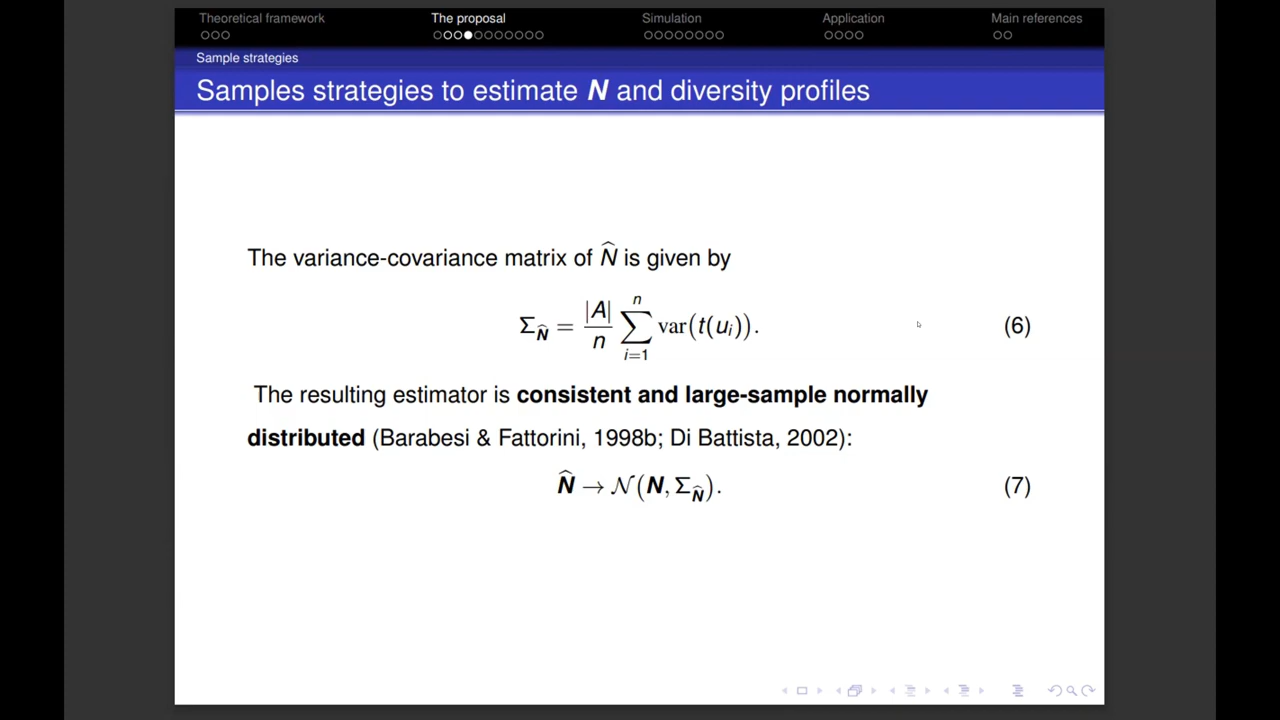 Theoretical framework The proposal Simulation Application Main references
Sample strategies
Samples strategies to estimate N and diversity profiles
The variance-covariance matrix of N̂ is given by
Σ_N̂ = |A|/n ∑_{i=1}^{n} var(t(u_i)). (6)
The resulting estimator is consistent and large-sample normally
distributed (Barabesi & Fattorini, 1998b; Di Battista, 2002):
N̂ → 𝒩(N, Σ_N̂). (7)